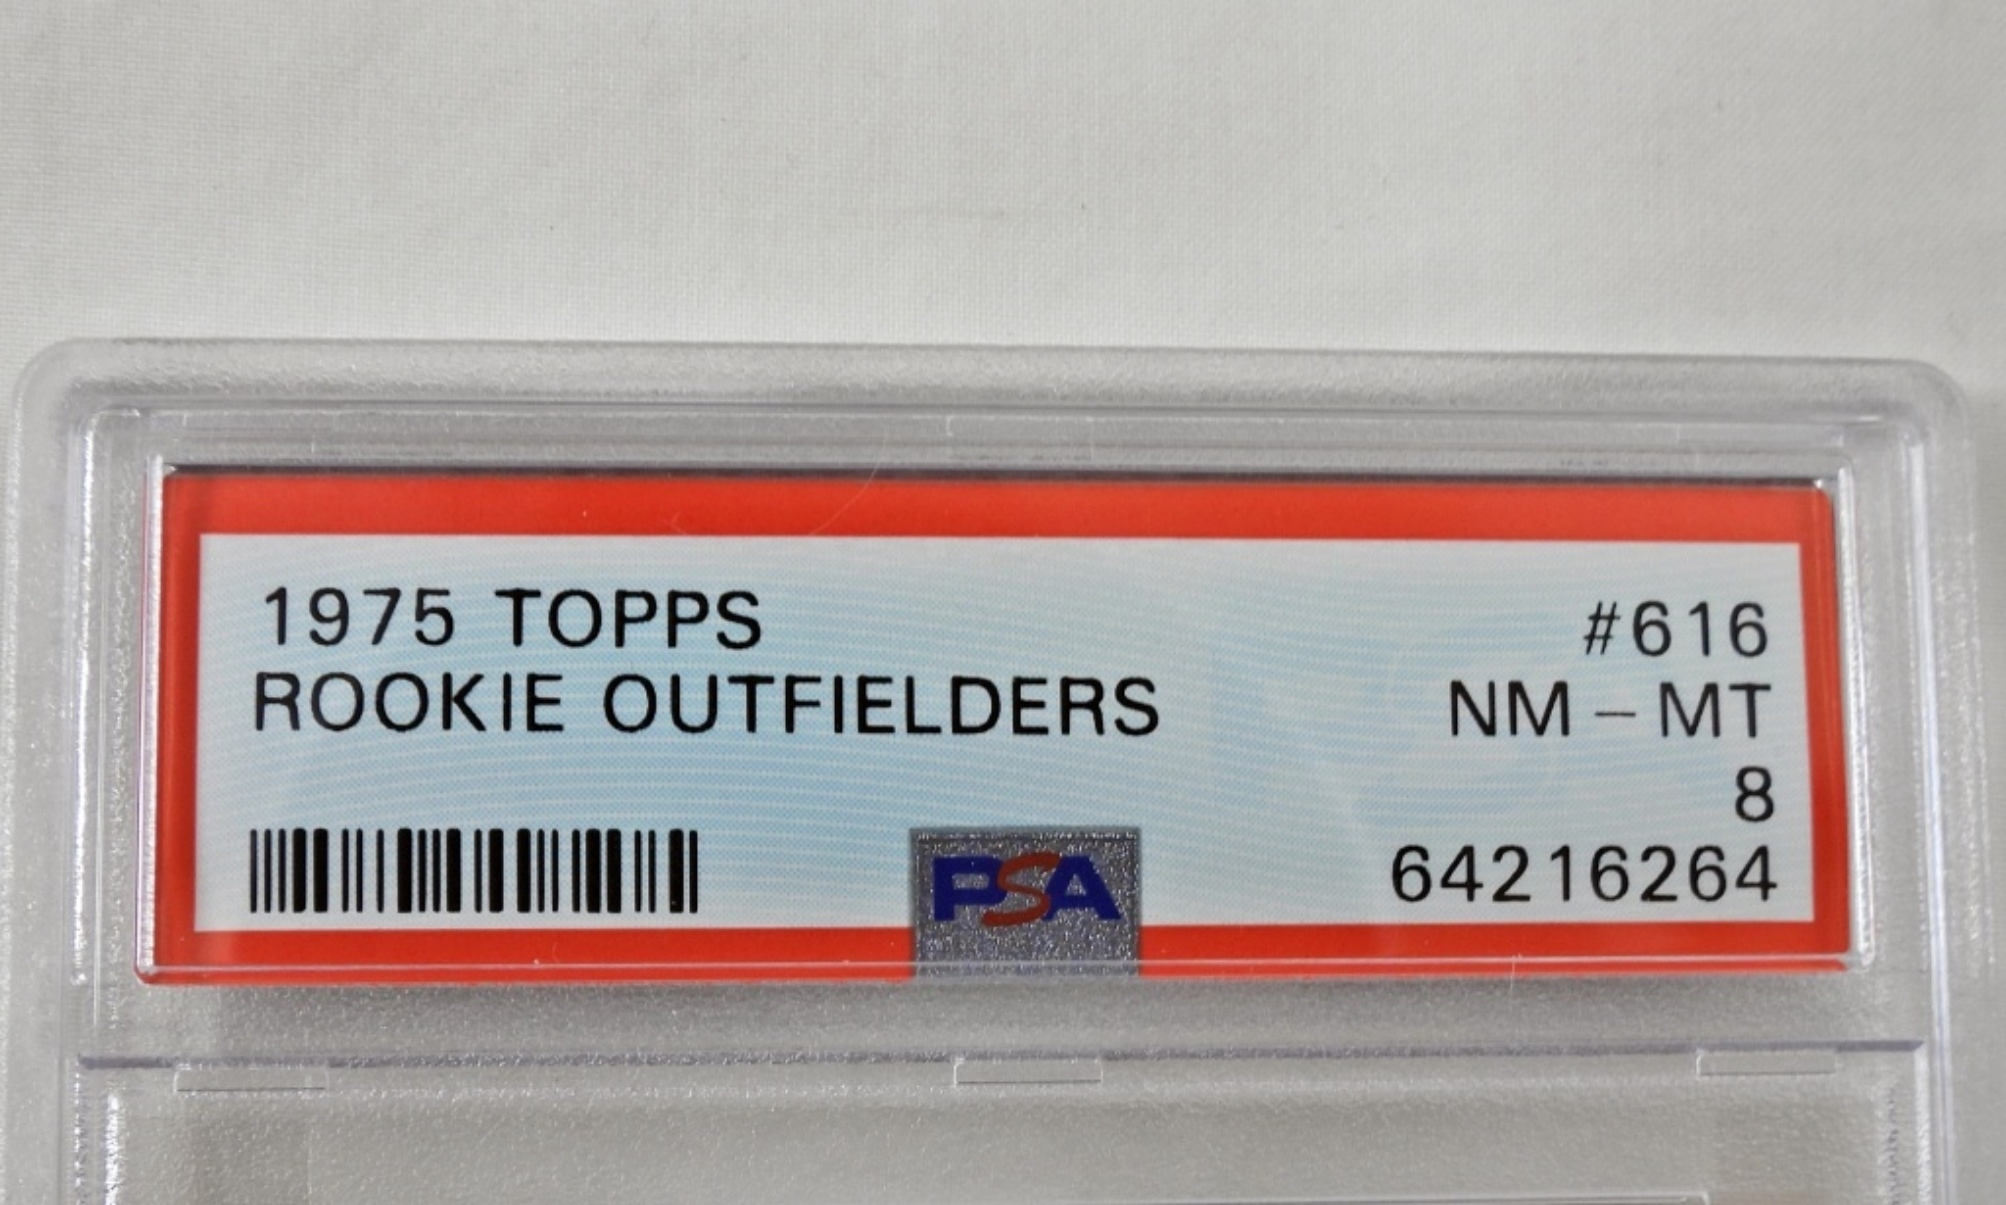 1975 TOPPS #616
ROOKIE OUTFIELDERS NM - MT
8
PSA 64216264